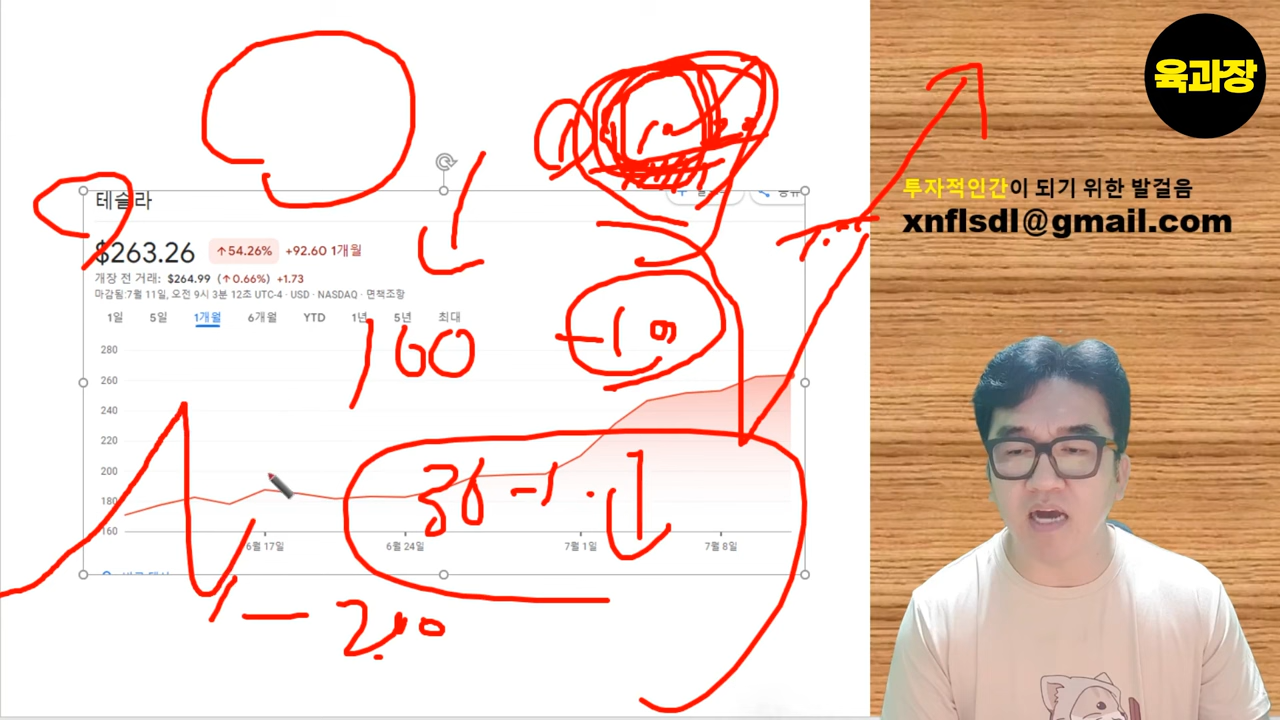 육과장
투자적인간이 되기 위한 발걸음
xnflsdl@gmail.com
테슬라
$263.26 ↑54.26% +92.60 1개월
개장 전 거래: $264.99 (↑0.66%) +1.73
마감됨:7월 11일, 오전 9시 3분 12초 UTC-4 · USD · NASDAQ · 면책조항
1일 5일 1개월 6개월 YTD 1년 5년 최대
280
260
240
220
200
180
160
6월 17일 6월 24일 7월 1일 7월 8일
100
-10